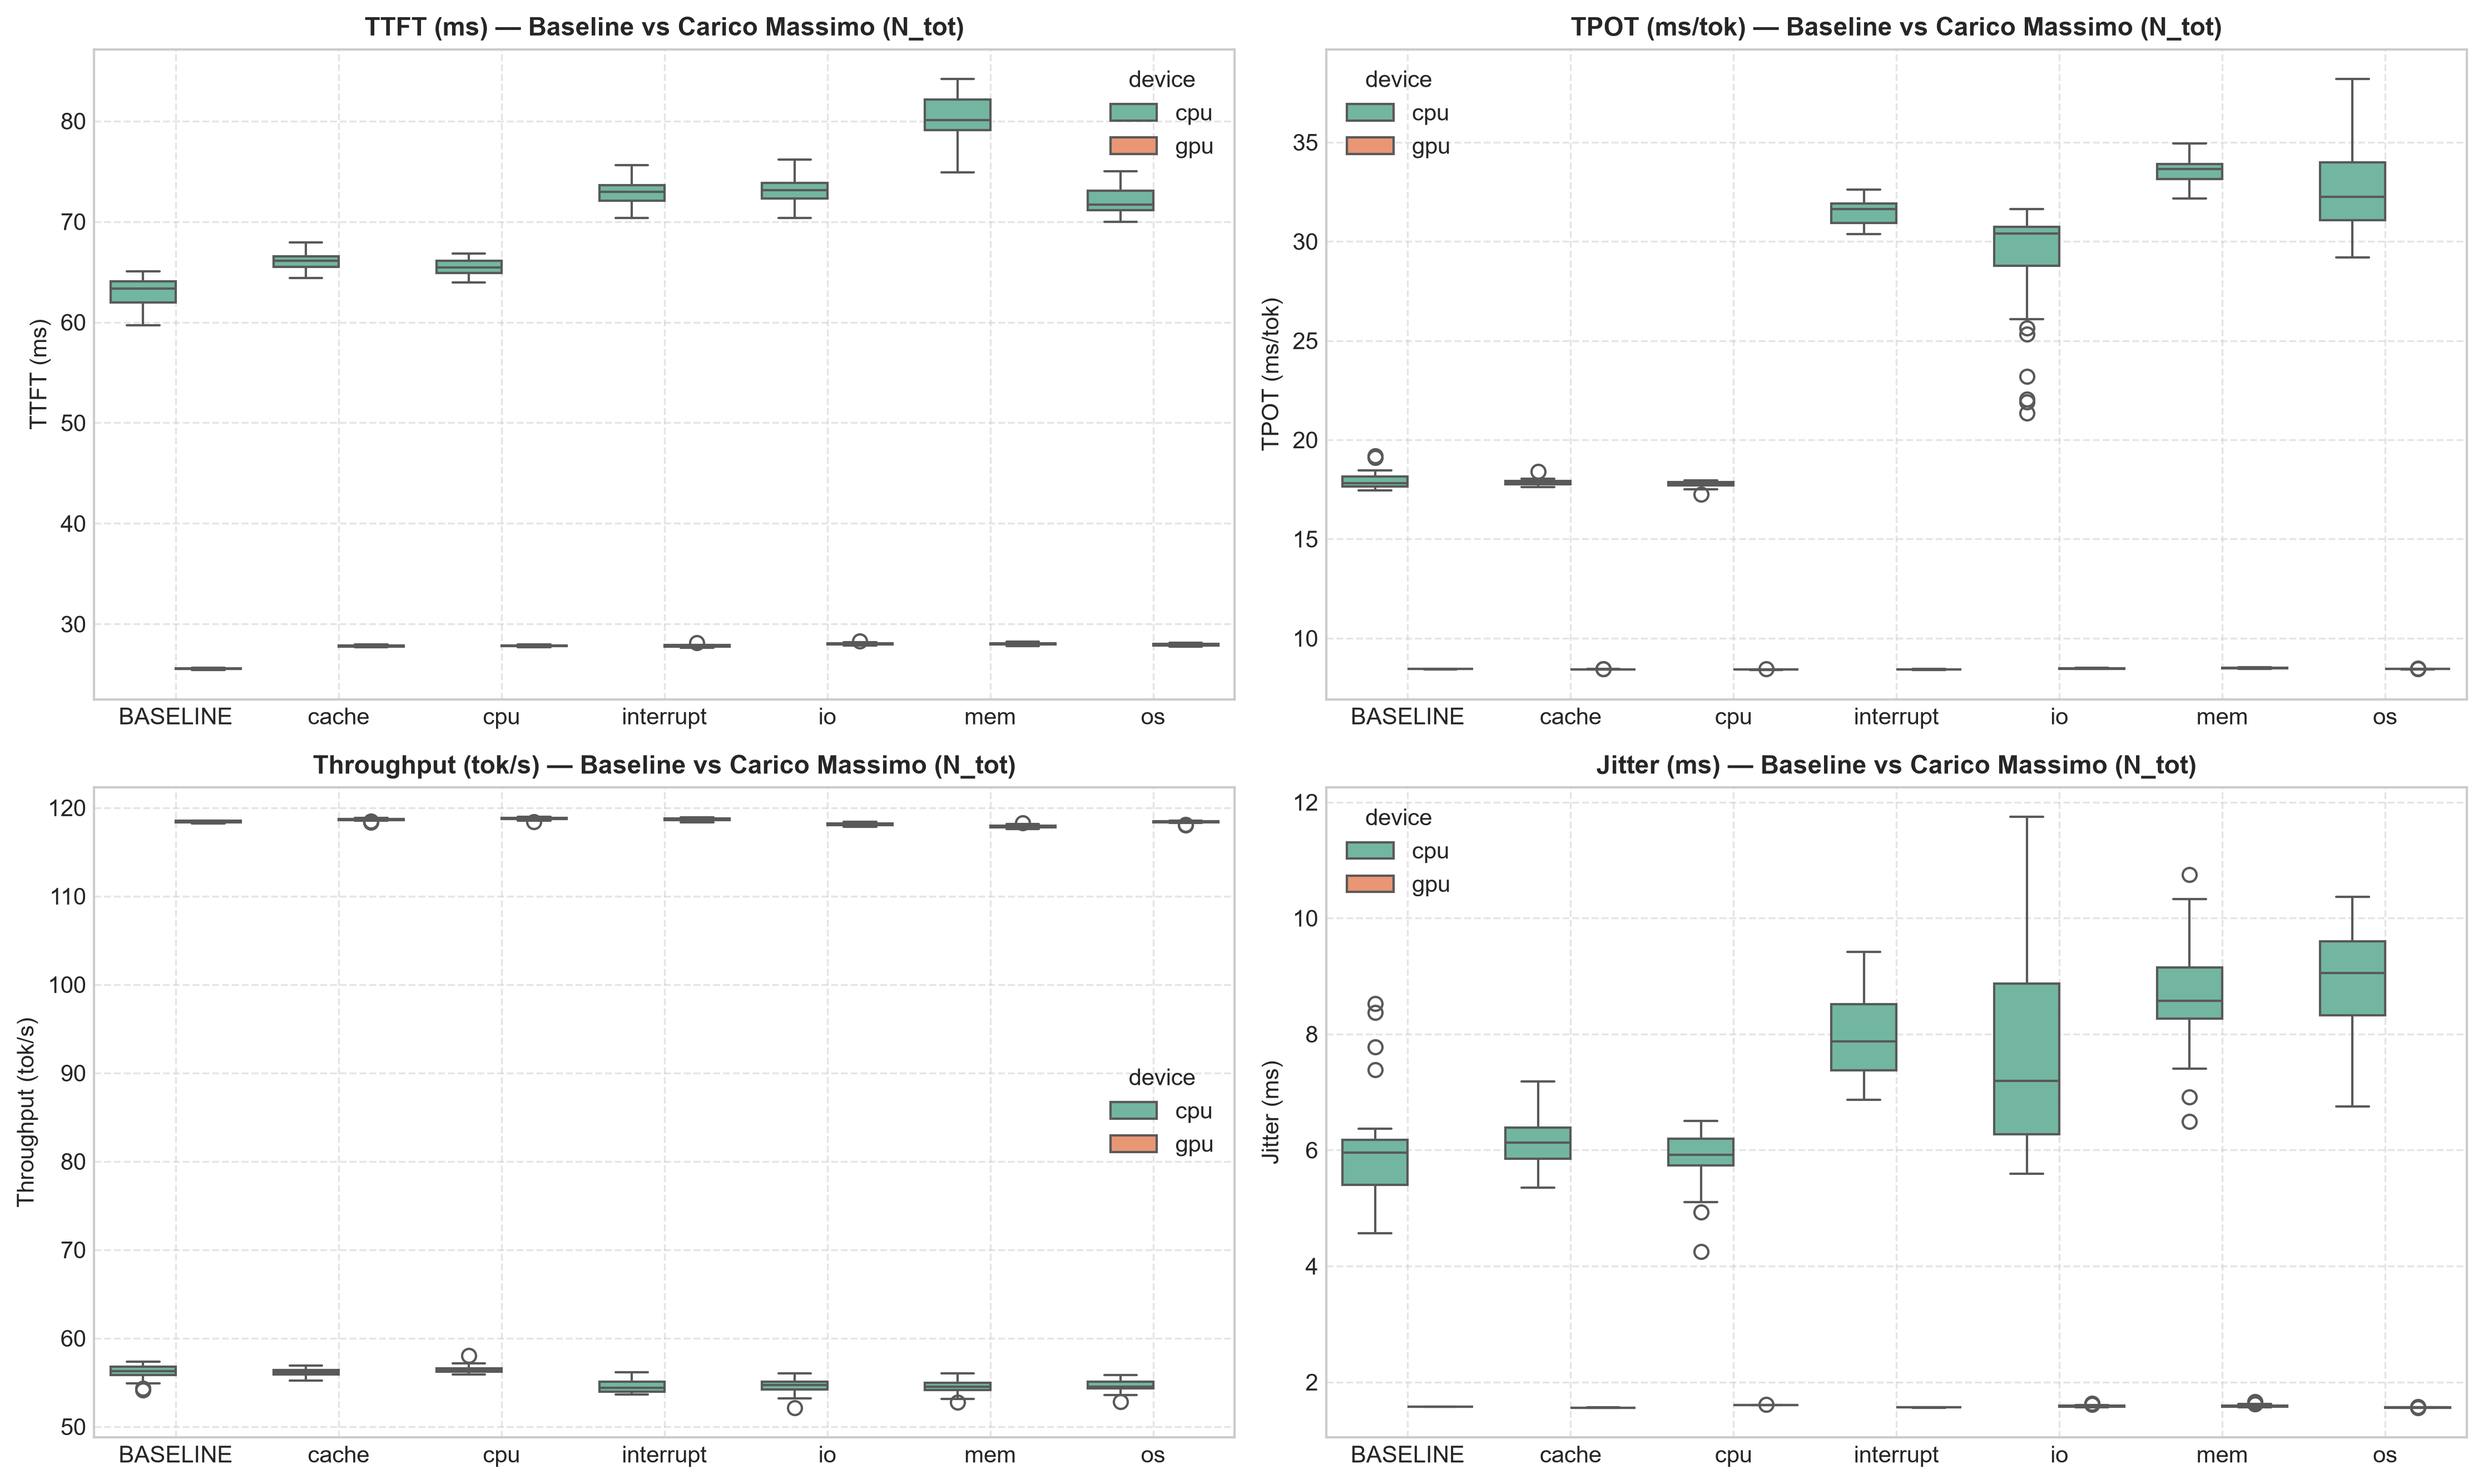 TTFT (ms) — Baseline vs Carico Massimo (N_tot)
TTFT (ms)
80
70
60
50
40
30
device
cpu
gpu
BASELINE cache cpu interrupt io mem os
TPOT (ms/tok) — Baseline vs Carico Massimo (N_tot)
TPOT (ms/tok)
35
30
25
20
15
10
device
cpu
gpu
BASELINE cache cpu interrupt io mem os
Throughput (tok/s) — Baseline vs Carico Massimo (N_tot)
Throughput (tok/s)
120
110
100
90
80
70
60
50
device
cpu
gpu
BASELINE cache cpu interrupt io mem os
Jitter (ms) — Baseline vs Carico Massimo (N_tot)
Jitter (ms)
12
10
8
6
4
2
device
cpu
gpu
BASELINE cache cpu interrupt io mem os